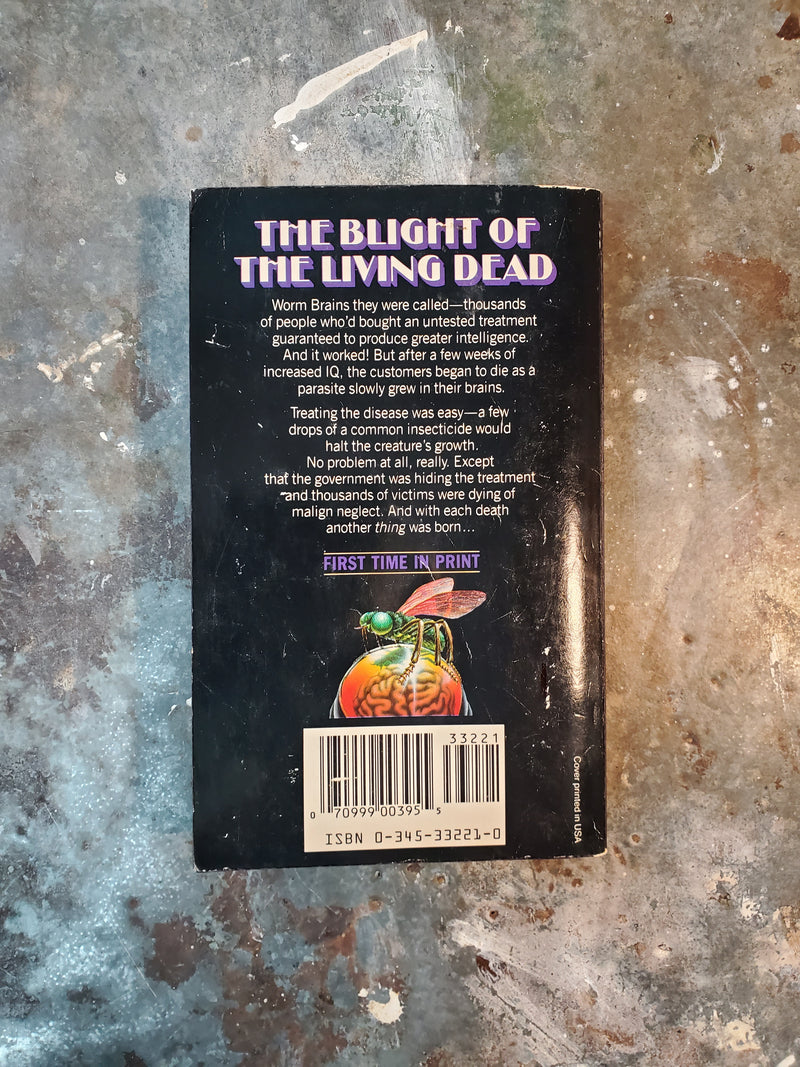 THE BLIGHT OF
THE LIVING DEAD
Worm Brains they were called—thousands
of people who'd bought an untested treatment
guaranteed to produce greater intelligence.
And it worked! But after a few weeks of
increased IQ, the customers began to die as a
parasite slowly grew in their brains.
Treating the disease was easy—a few
drops of a common insecticide would
halt the creature's growth.
No problem at all, really. Except
that the government was hiding the treatment
and thousands of victims were dying of
malign neglect. And with each death
another thing was born...
FIRST TIME IN PRINT
33221
0 70999 00395 5
ISBN 0-345-33221-0
Cover printed in USA